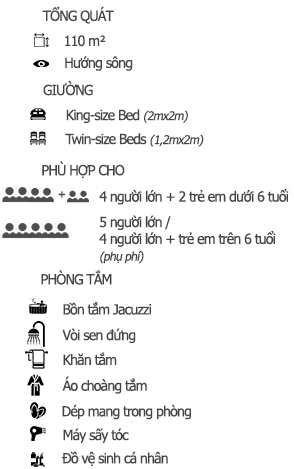 TỔNG QUÁT
110 m²
Hướng sông
GIƯỜNG
King-size Bed (2mx2m)
Twin-size Beds (1,2mx2m)
PHÙ HỢP CHO
+ 4 người lớn + 2 trẻ em dưới 6 tuổi
5 người lớn /
4 người lớn + trẻ em trên 6 tuổi
(phụ phí)
PHÒNG TẮM
Bồn tắm Jacuzzi
Vòi sen đứng
Khăn tắm
Áo choàng tắm
Dép mang trong phòng
Máy sấy tóc
Đồ vệ sinh cá nhân